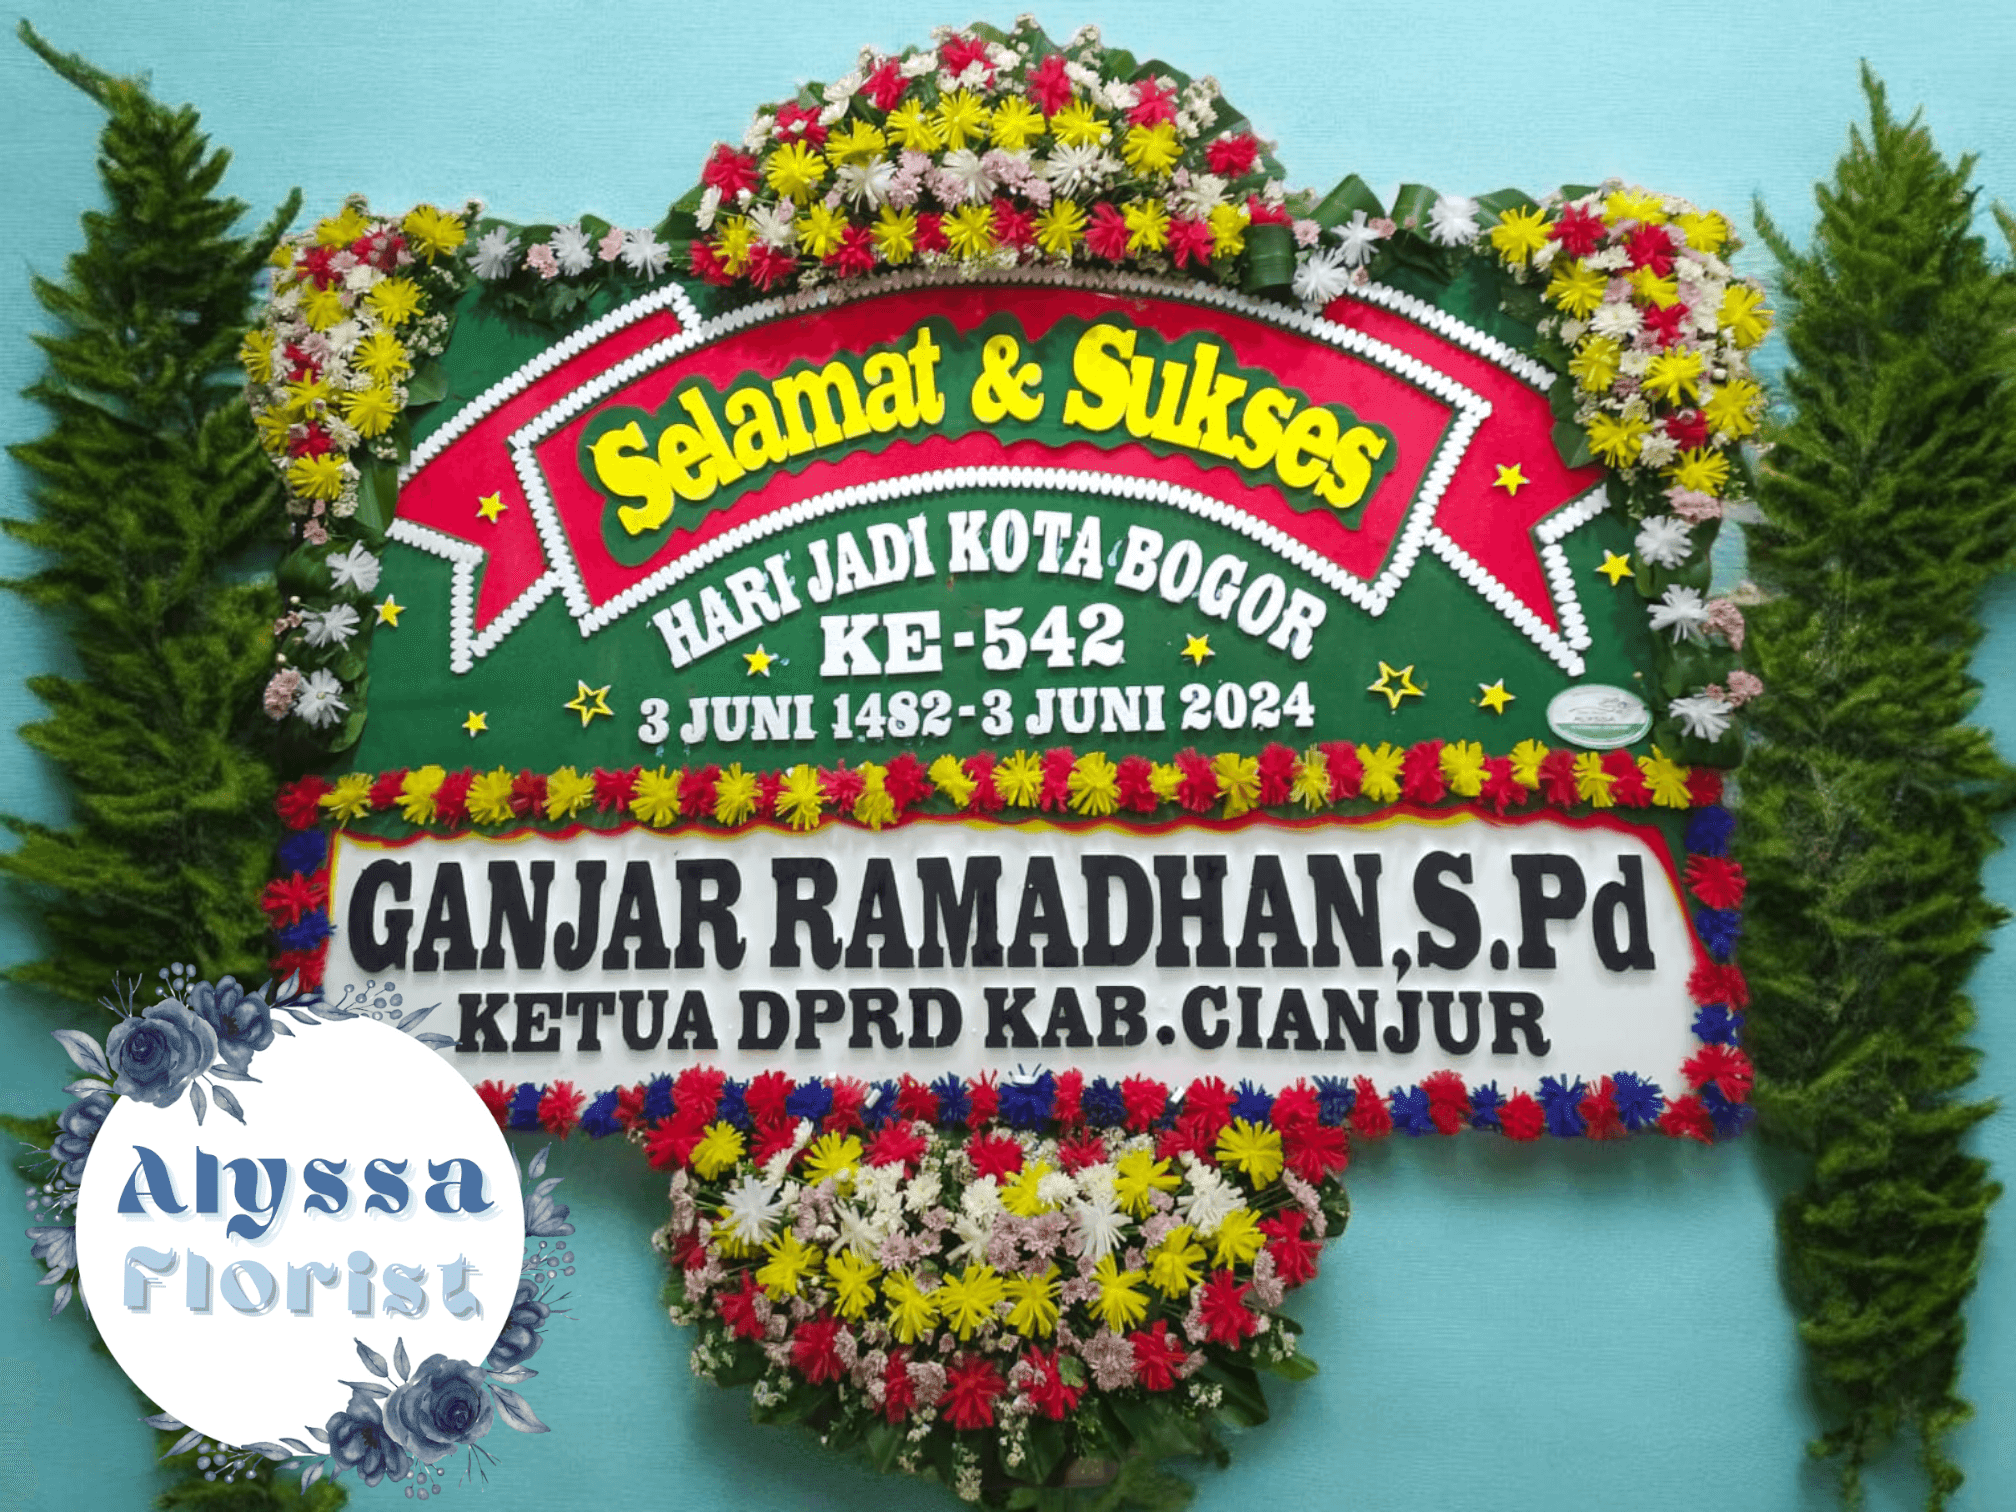 Selamat & Sukses
HARI JADI KOTA BOGOR
KE-542
3 JUNI 1482-3 JUNI 2024
ALYSSA
GANJAR RAMADHAN,S.Pd
KETUA DPRD KAB.CIANJUR
Alyssa
Florist